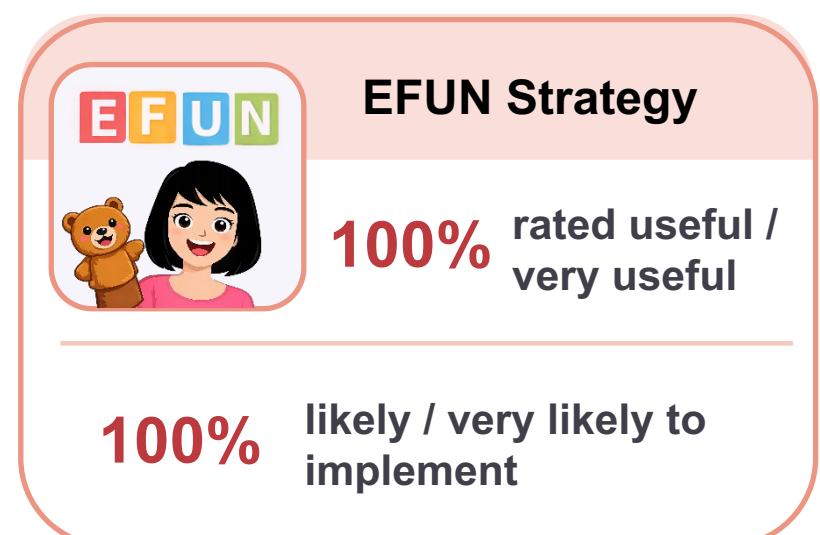 EFUN
EFUN Strategy
100%
rated useful /
very useful
100%
likely / very likely to
implement